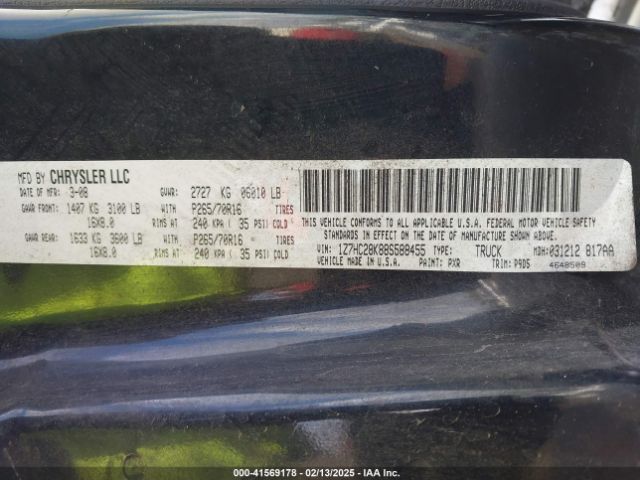 MFD BY CHRYSLER LLC
DATE OF MFR: 3-08 GVWR: 2727 KG 06010 LB
GAWR FRONT: 1407 KG 3100 LB WITH P265/70R16 TIRES
16X8.0 RIMS AT 240 KPA ( 35 PSI) COLD
GAWR REAR: 1633 KG 3600 LB WITH P265/70R16 TIRES
16X8.0 RIMS AT 240 KPA ( 35 PSI) COLD
THIS VEHICLE CONFORMS TO ALL APPLICABLE U.S.A. FEDERAL MOTOR VEHICLE SAFETY
STANDARDS IN EFFECT ON THE DATE OF MANUFACTURE SHOWN ABOVE.
VIN: 1Z7HC28K88S588455 TYPE: TRUCK MDH:031212 817AA
MADE IN U.S.A. PAINT: PXR TRIM: P9D5 4648509
000-41569178 - 02/13/2025 - IAA Inc.